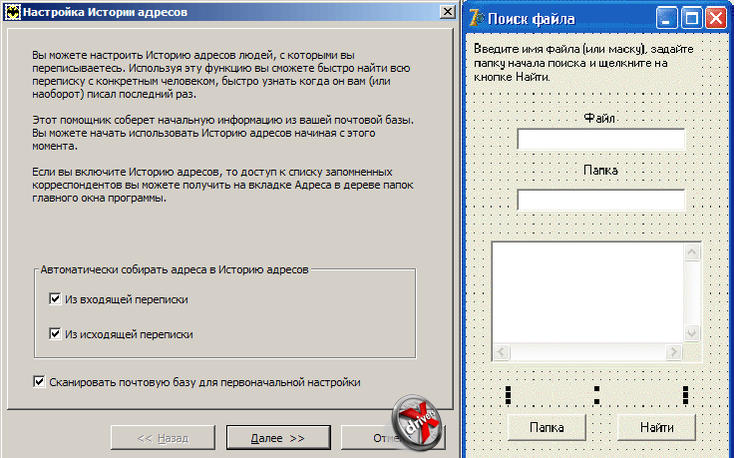 Настройка Истории адресов
Вы можете настроить Историю адресов людей, с которыми вы
переписываетесь. Используя эту функцию вы сможете быстро найти всю
переписку с конкретным человеком, быстро узнать когда он вам (или
наоборот) писал последний раз.
Этот помощник соберет начальную информацию из вашей почтовой базы.
Вы можете начать использовать Историю адресов начиная с этого
момента.
Если вы включите Историю адресов, то доступ к списку запомненных
корреспондентов вы можете получить на вкладке Адреса в дереве папок
главного окна программы.
Автоматически собирать адреса в Историю адресов
Из входящей переписки
Из исходящей переписки
Сканировать почтовую базу для первоначальной настройки
<< Назад
Далее >>
driver X
Поиск файла
Введите имя файла (или маску), задайте
папку начала поиска и щелкните на
кнопке Найти.
Файл
Папка
Папка
Найти